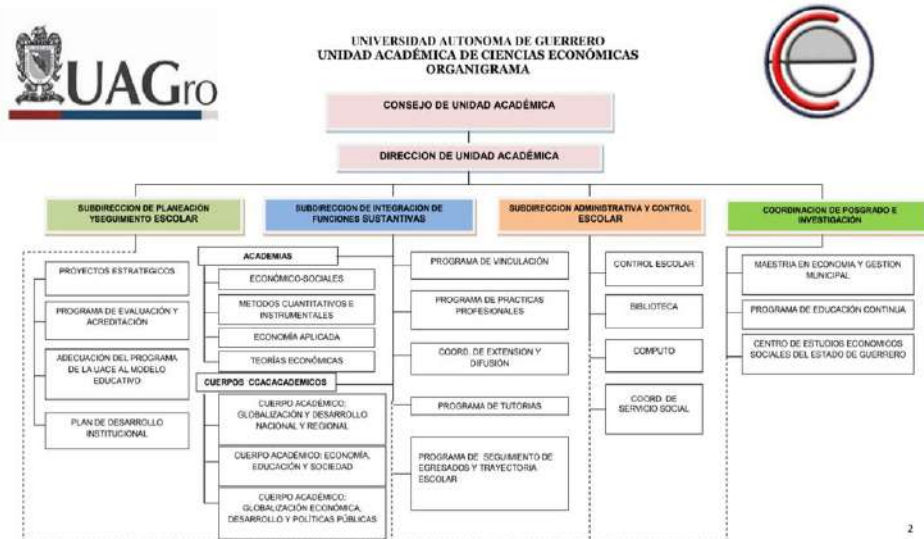 UAGro
UNIVERSIDAD AUTONOMA DE GUERRERO
UNIDAD ACADÉMICA DE CIENCIAS ECONÓMICAS
ORGANIGRAMA
CONSEJO DE UNIDAD ACADÉMICA
DIRECCION DE UNIDAD ACADÉMICA
SUBDIRECCION DE PLANEACIÓN
YSEGUIMIENTO ESCOLAR
PROYECTOS ESTRATEGICOS
PROGRAMA DE EVALUACIÓN Y
ACREDITACIÓN
ADECUACIÓN DEL PROGRAMA
DE LA UACE AL MODELO
EDUCATIVO
PLAN DE DESARROLLO
INSTITUCIONAL
SUBDIRECCION DE INTEGRACION DE
FUNCIONES SUSTANTIVAS
ACADEMIAS
ECONÓMICO-SOCIALES
METODOS CUANTITATIVOS E
INSTRUMENTALES
ECONOMÍA APLICADA
TEORÍAS ECONÓMICAS
CUERPOS CGACACADEMICOS
CUERPO ACADÉMICO:
GLOBALIZACIÓN Y DESARROLLO
NACIONAL Y REGIONAL
CUERPO ACADÉMICO: ECONOMÍA,
EDUCACIÓN Y SOCIEDAD
CUERPO ACADÉMICO:
GLOBALIZACIÓN ECONÓMICA,
DESARROLLO Y POLÍTICAS PÚBLICAS
PROGRAMA DE VINCULACIÓN
PROGRAMA DE PRACTICAS
PROFESIONALES
COORD. DE EXTENSION Y
DIFUSIÓN
PROGRAMA DE TUTORIAS
PROGRAMA DE SEGUIMIENTO DE
EGRESADOS Y TRAYECTORIA
ESCOLAR
SUBDIRECCION ADMINISTRATIVA Y CONTROL
ESCOLAR
CONTROL ESCOLAR
BIBLIOTECA
COMPUTO
COORD. DE
SERVICIO SOCIAL
COORDINACION DE POSGRADO E
INVESTIGACIÓN
MAESTRIA EN ECONOMIA Y GESTION
MUNICIPAL
PROGRAMA DE EDUCACIÓN CONTINUA
CENTRO DE ESTUDIOS ECONOMICOS
SOCIALES DEL ESTADO DE GUERRERO
2